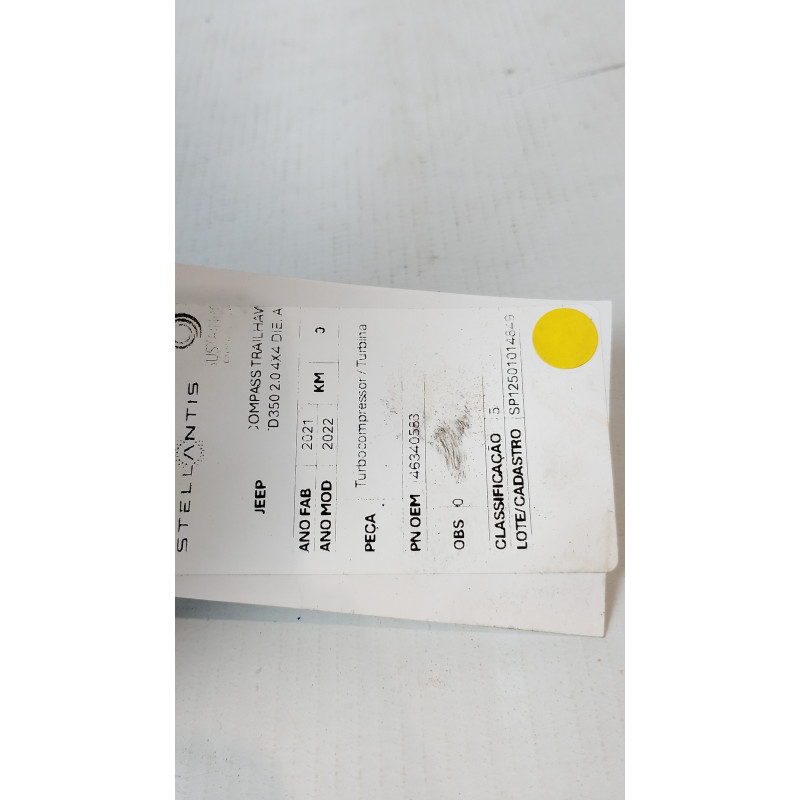 STELLANTIS
JEEP COMPASS TRAILHAW
TD350 2.0 4X4 DIE. A
ANO FAB 2021 KM 0
ANO MOD 2022
PEÇA Turbocompressor / Turbina
PN OEM 46340583
OBS 0
CLASSIFICAÇÃO 5
LOTE/CADASTRO SP12501014849